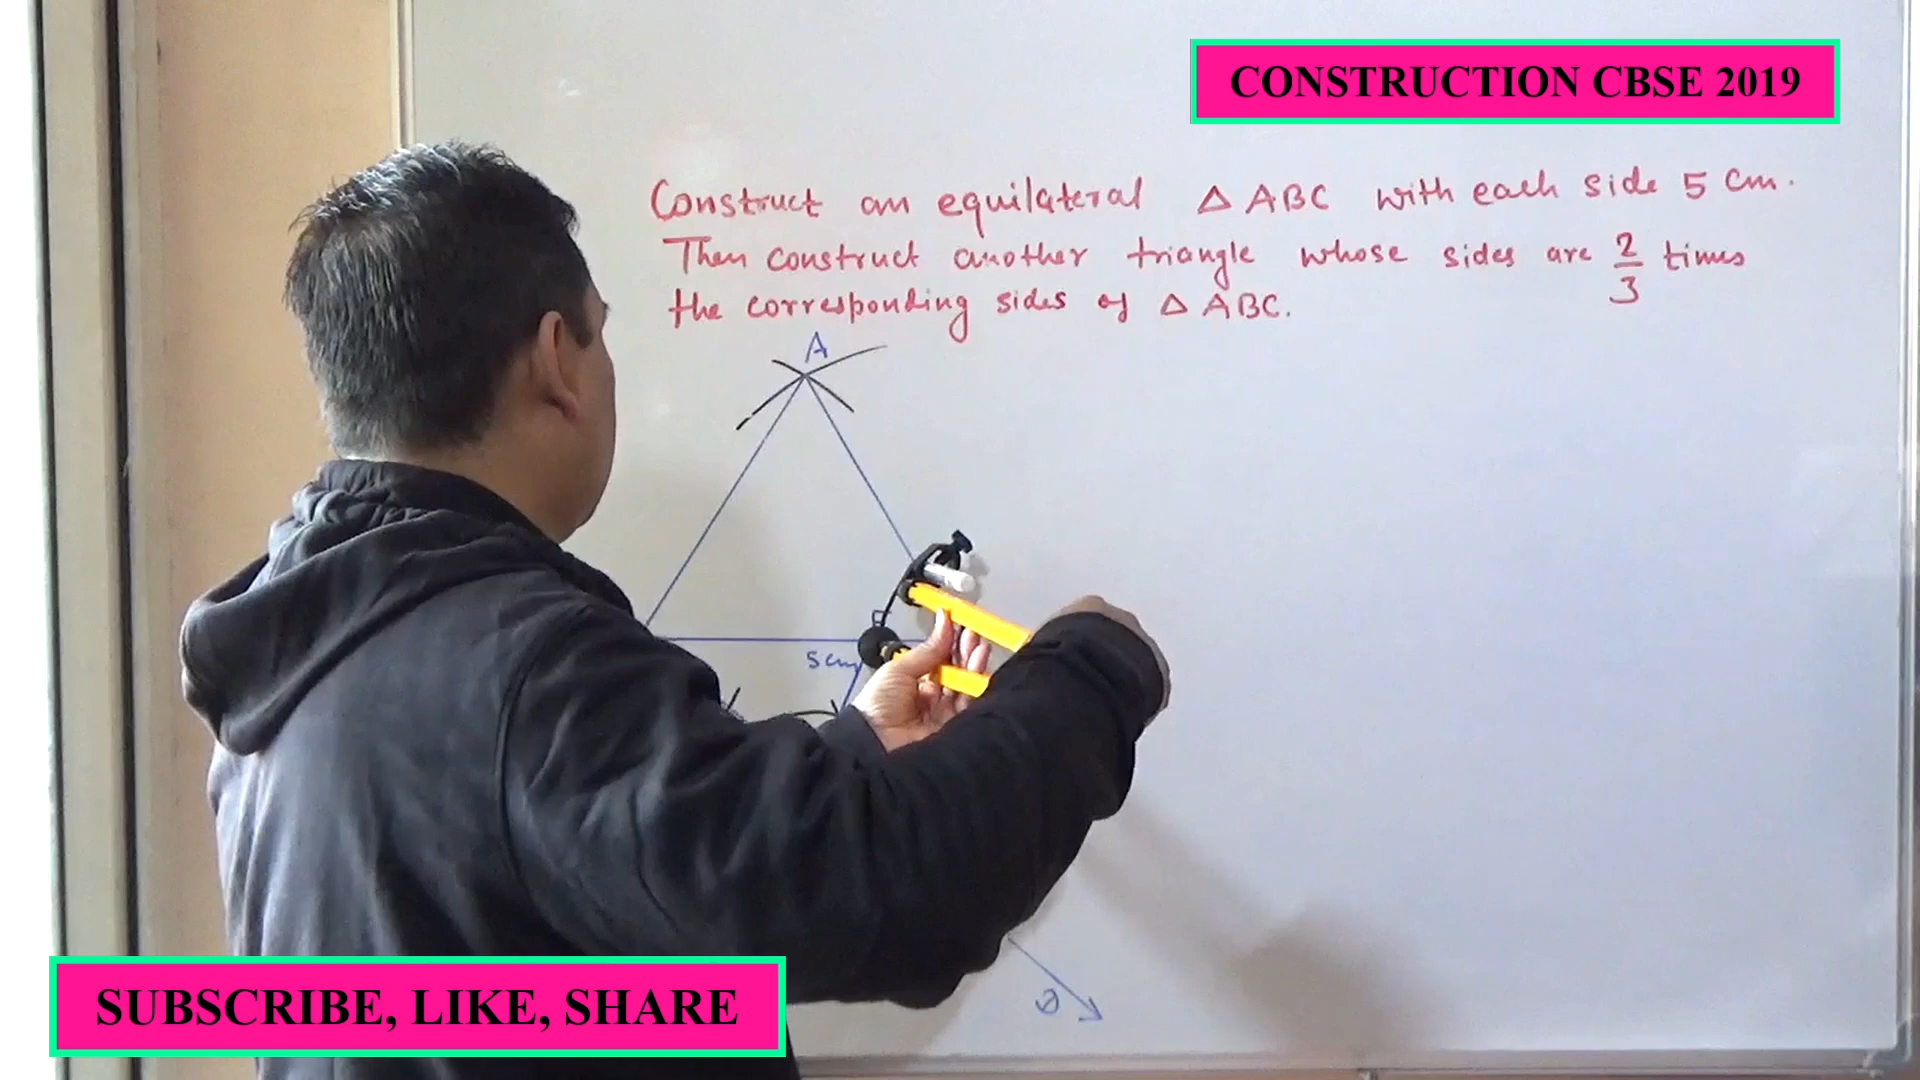 CONSTRUCTION CBSE 2019
Construct an equilateral △ ABC with each side 5 cm.
Then construct another triangle whose sides are 2/3 times
the corresponding sides of △ ABC.
A
D
5cm
SUBSCRIBE, LIKE, SHARE